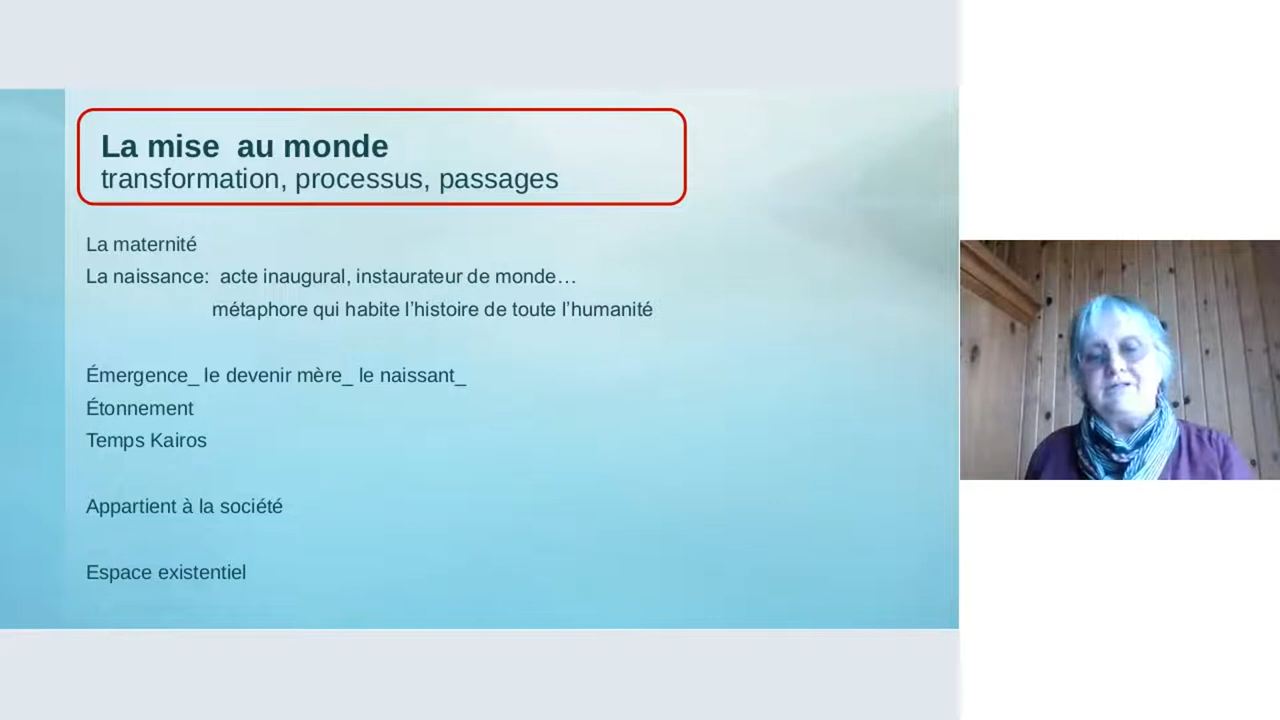 La mise  au monde
transformation, processus, passages
La maternité
La naissance:  acte inaugural, instaurateur de monde…
métaphore qui habite l’histoire de toute l’humanité
Émergence_ le devenir mère_ le naissant_
Étonnement
Temps Kairos
Appartient à la société
Espace existentiel